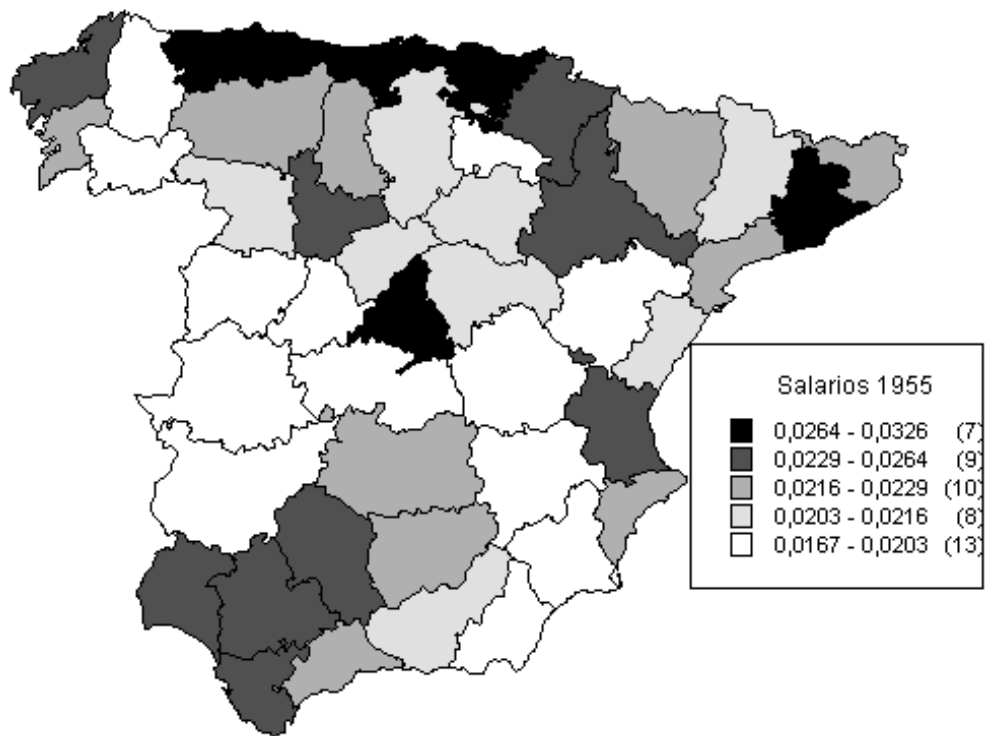 Salarios 1955
0,0264 - 0,0326 (7)
0,0229 - 0,0264 (9)
0,0216 - 0,0229 (10)
0,0203 - 0,0216 (8)
0,0167 - 0,0203 (13)